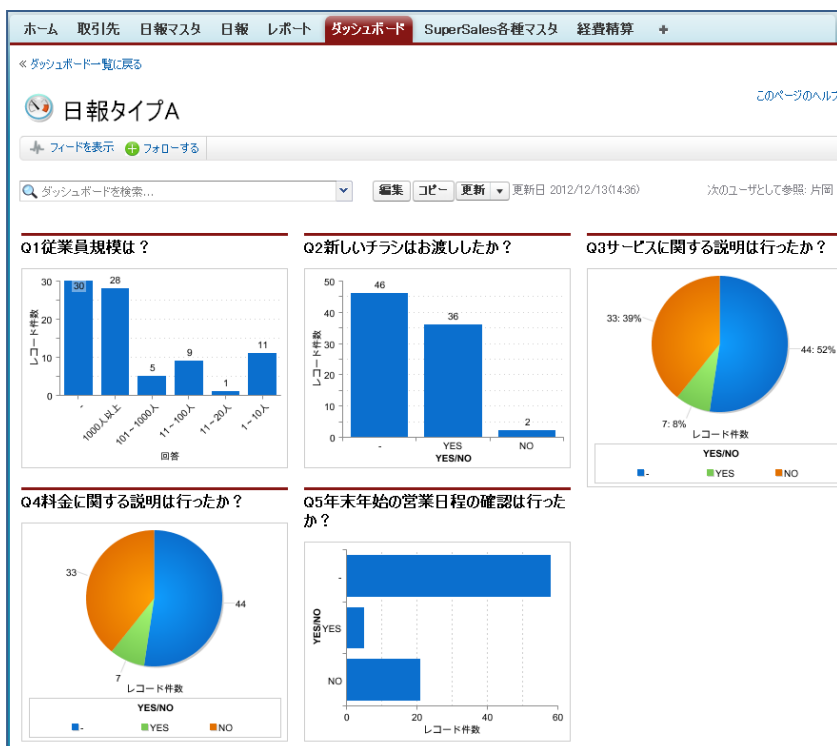 ホーム 取引先 日報マスタ 日報 レポート ダッシュボード SuperSales各種マスタ 経費精算 +
« ダッシュボード一覧に戻る
このページのヘルプ
日報タイプA
フィードを表示 フォローする
ダッシュボードを検索... 編集 コピー 更新 ▼ 更新日 2012/12/13(14:36) 次のユーザとして参照: 片岡
Q1従業員規模は？
レコード件数
30
20
10
0
30 28 5 9 1 11
- 1000人以上 101~1000人 11~100人 11~20人 1~10人
回答
Q2新しいチラシはお渡ししたか？
レコード件数
50
40
30
20
10
0
46 36 2
- YES NO
YES/NO
Q3サービスに関する説明は行ったか？
33: 39%
44: 52%
7: 8%
レコード件数
YES/NO
- YES NO
Q4料金に関する説明は行ったか？
33
44
7
レコード件数
YES/NO
- YES NO
Q5年末年始の営業日程の確認は行った
か？
YES/NO
-
YES
NO
0 20 40 60
レコード件数